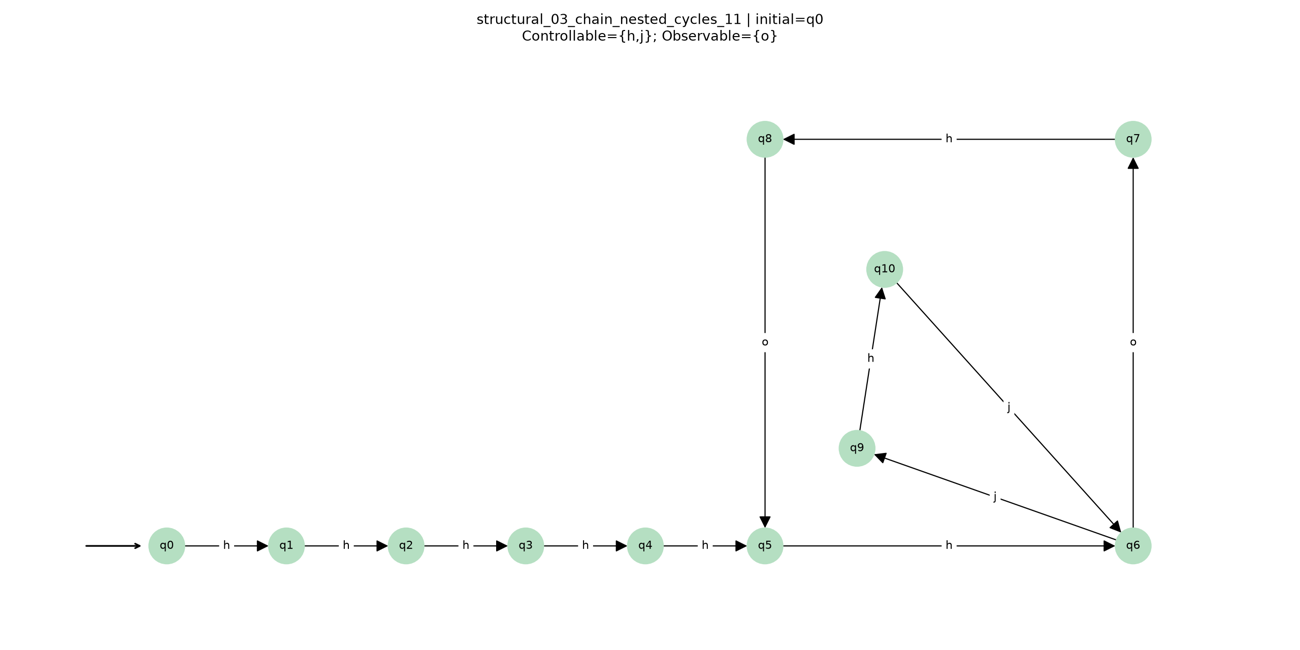 structural_03_chain_nested_cycles_11 | initial=q0
Controllable={h,j}; Observable={o}
q8
h
q7
q10
o
o
h
j
q9
j
q0
h
q1
h
q2
h
q3
h
q4
h
q5
h
q6